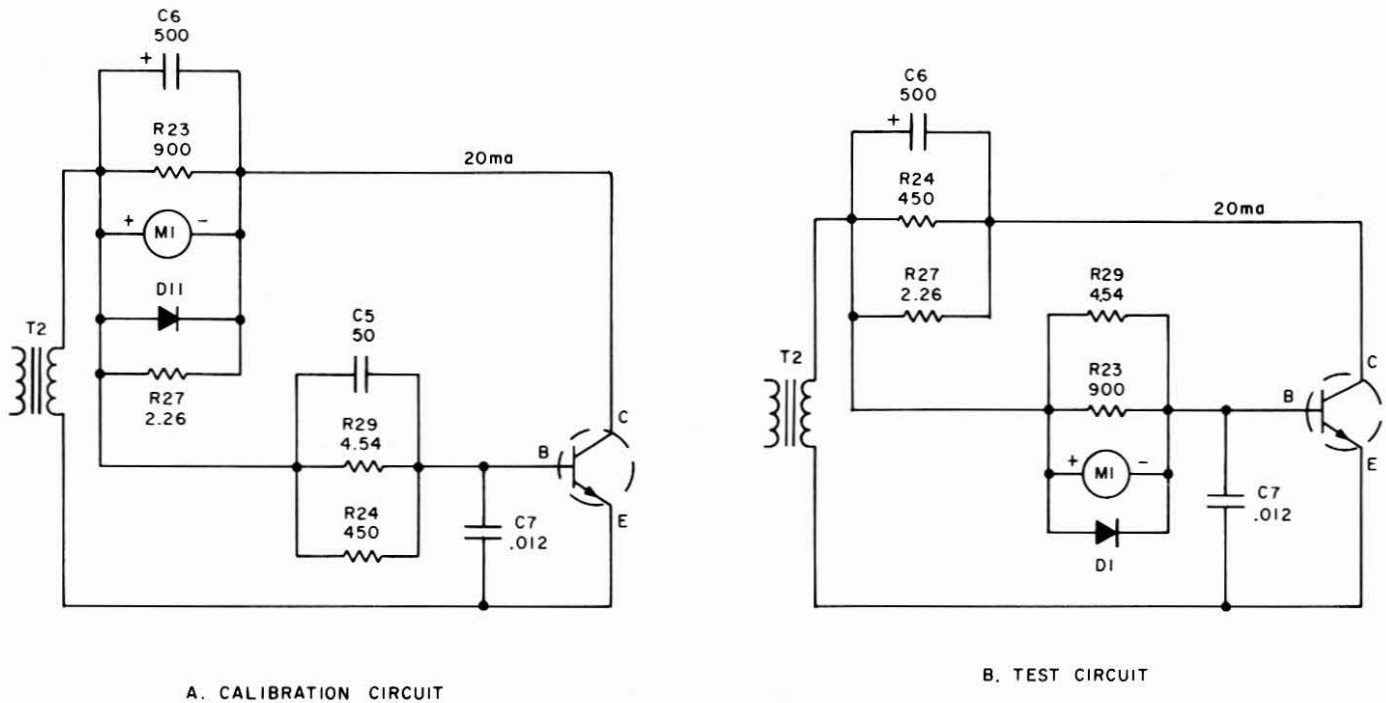 C6
500
+
R23
900
20ma
+ M1 -
D11
T2
R27
2.26
C5
50
R29
4.54
R24
450
B
C
E
C7
.012
A. CALIBRATION CIRCUIT
C6
500
+
R24
450
20ma
R27
2.26
T2
R29
4.54
R23
900
+ M1 -
D1
B
C
E
C7
.012
B. TEST CIRCUIT